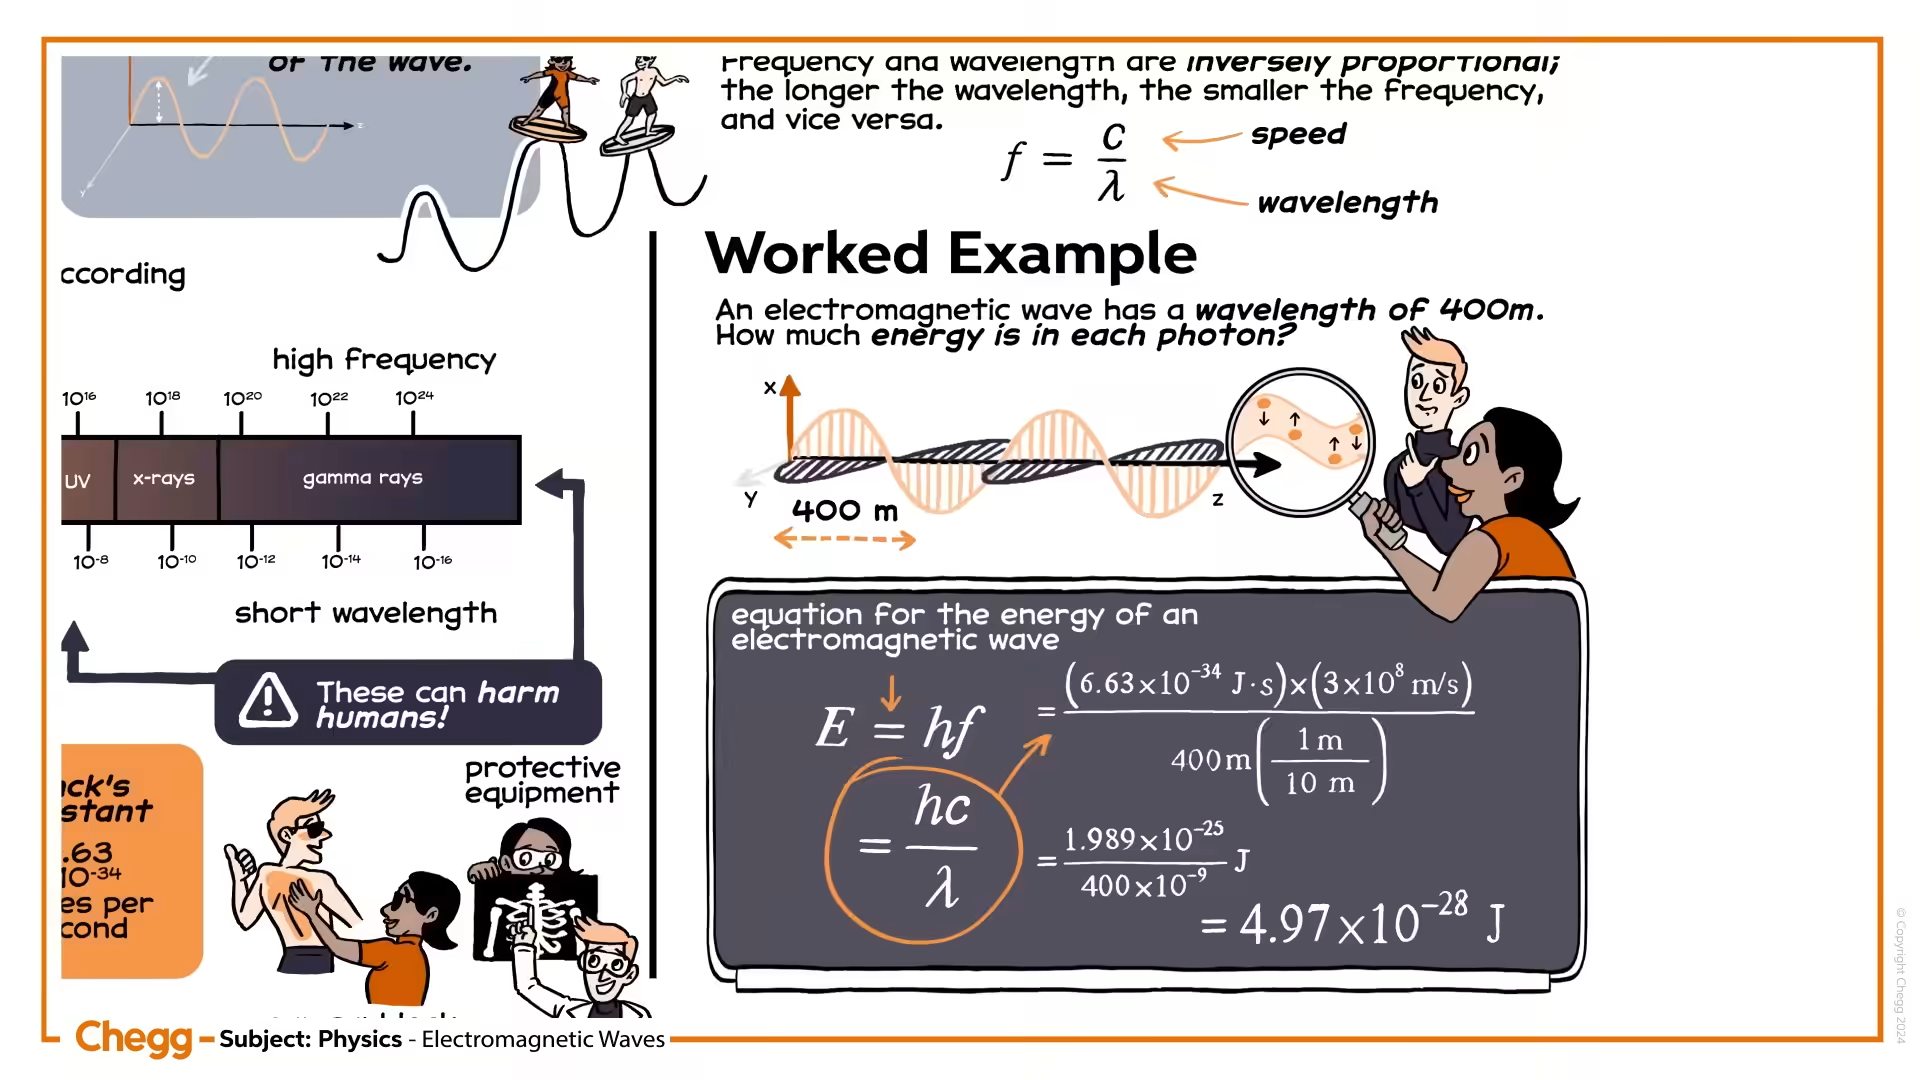 of the wave.
z
y
ccording
high frequency
10¹⁶ 10¹⁸ 10²⁰ 10²² 10²⁴
UV x-rays gamma rays
10⁻⁸ 10⁻¹⁰ 10⁻¹² 10⁻¹⁴ 10⁻¹⁶
short wavelength
These can harm
humans!
ck's
stant
.63
10⁻³⁴
es per
cond
protective
equipment
Frequency and wavelength are inversely proportional;
the longer the wavelength, the smaller the frequency,
and vice versa.
f = c/λ
speed
wavelength
Worked Example
An electromagnetic wave has a wavelength of 400m.
How much energy is in each photon?
x
y
z
400 m
equation for the energy of an
electromagnetic wave
E = hf
= hc/λ
= (6.63×10⁻³⁴ J·s)×(3×10⁸ m/s)
400m(1m/10 m)
= 1.989×10⁻²⁵/400×10⁻⁹ J
= 4.97×10⁻²⁸ J
Chegg Subject: Physics - Electromagnetic Waves
© Copyright Chegg 2024